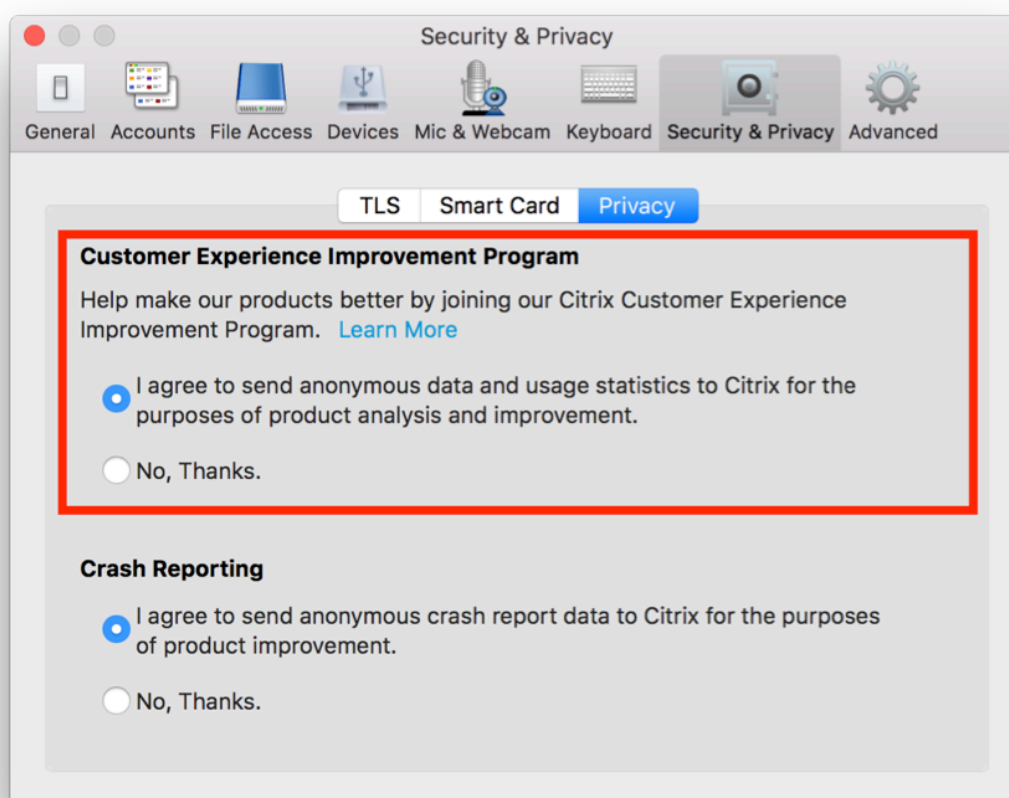 Security & Privacy
General Accounts File Access Devices Mic & Webcam Keyboard Security & Privacy Advanced
TLS Smart Card Privacy
Customer Experience Improvement Program
Help make our products better by joining our Citrix Customer Experience
Improvement Program. Learn More
I agree to send anonymous data and usage statistics to Citrix for the
purposes of product analysis and improvement.
No, Thanks.
Crash Reporting
I agree to send anonymous crash report data to Citrix for the purposes
of product improvement.
No, Thanks.